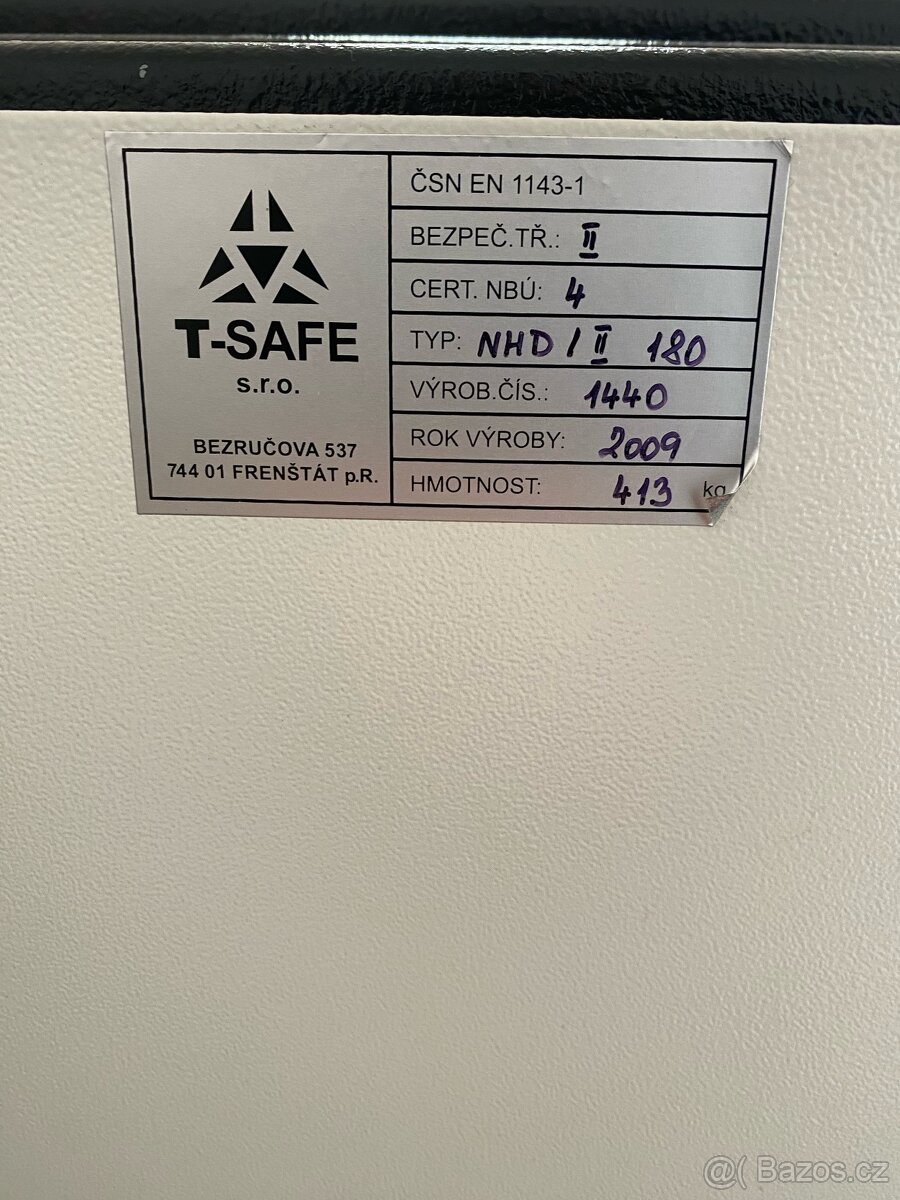 T-SAFE
s.r.o.
BEZRUČOVA 537
744 01 FRENŠTÁT p.R.
ČSN EN 1143-1
BEZPEČ.TŘ.: II
CERT. NBÚ: 4
TYP: NHD / II 180
VÝROB.ČÍS.: 1440
ROK VÝROBY: 2009
HMOTNOST: 413 kg
@( Bazos.cz